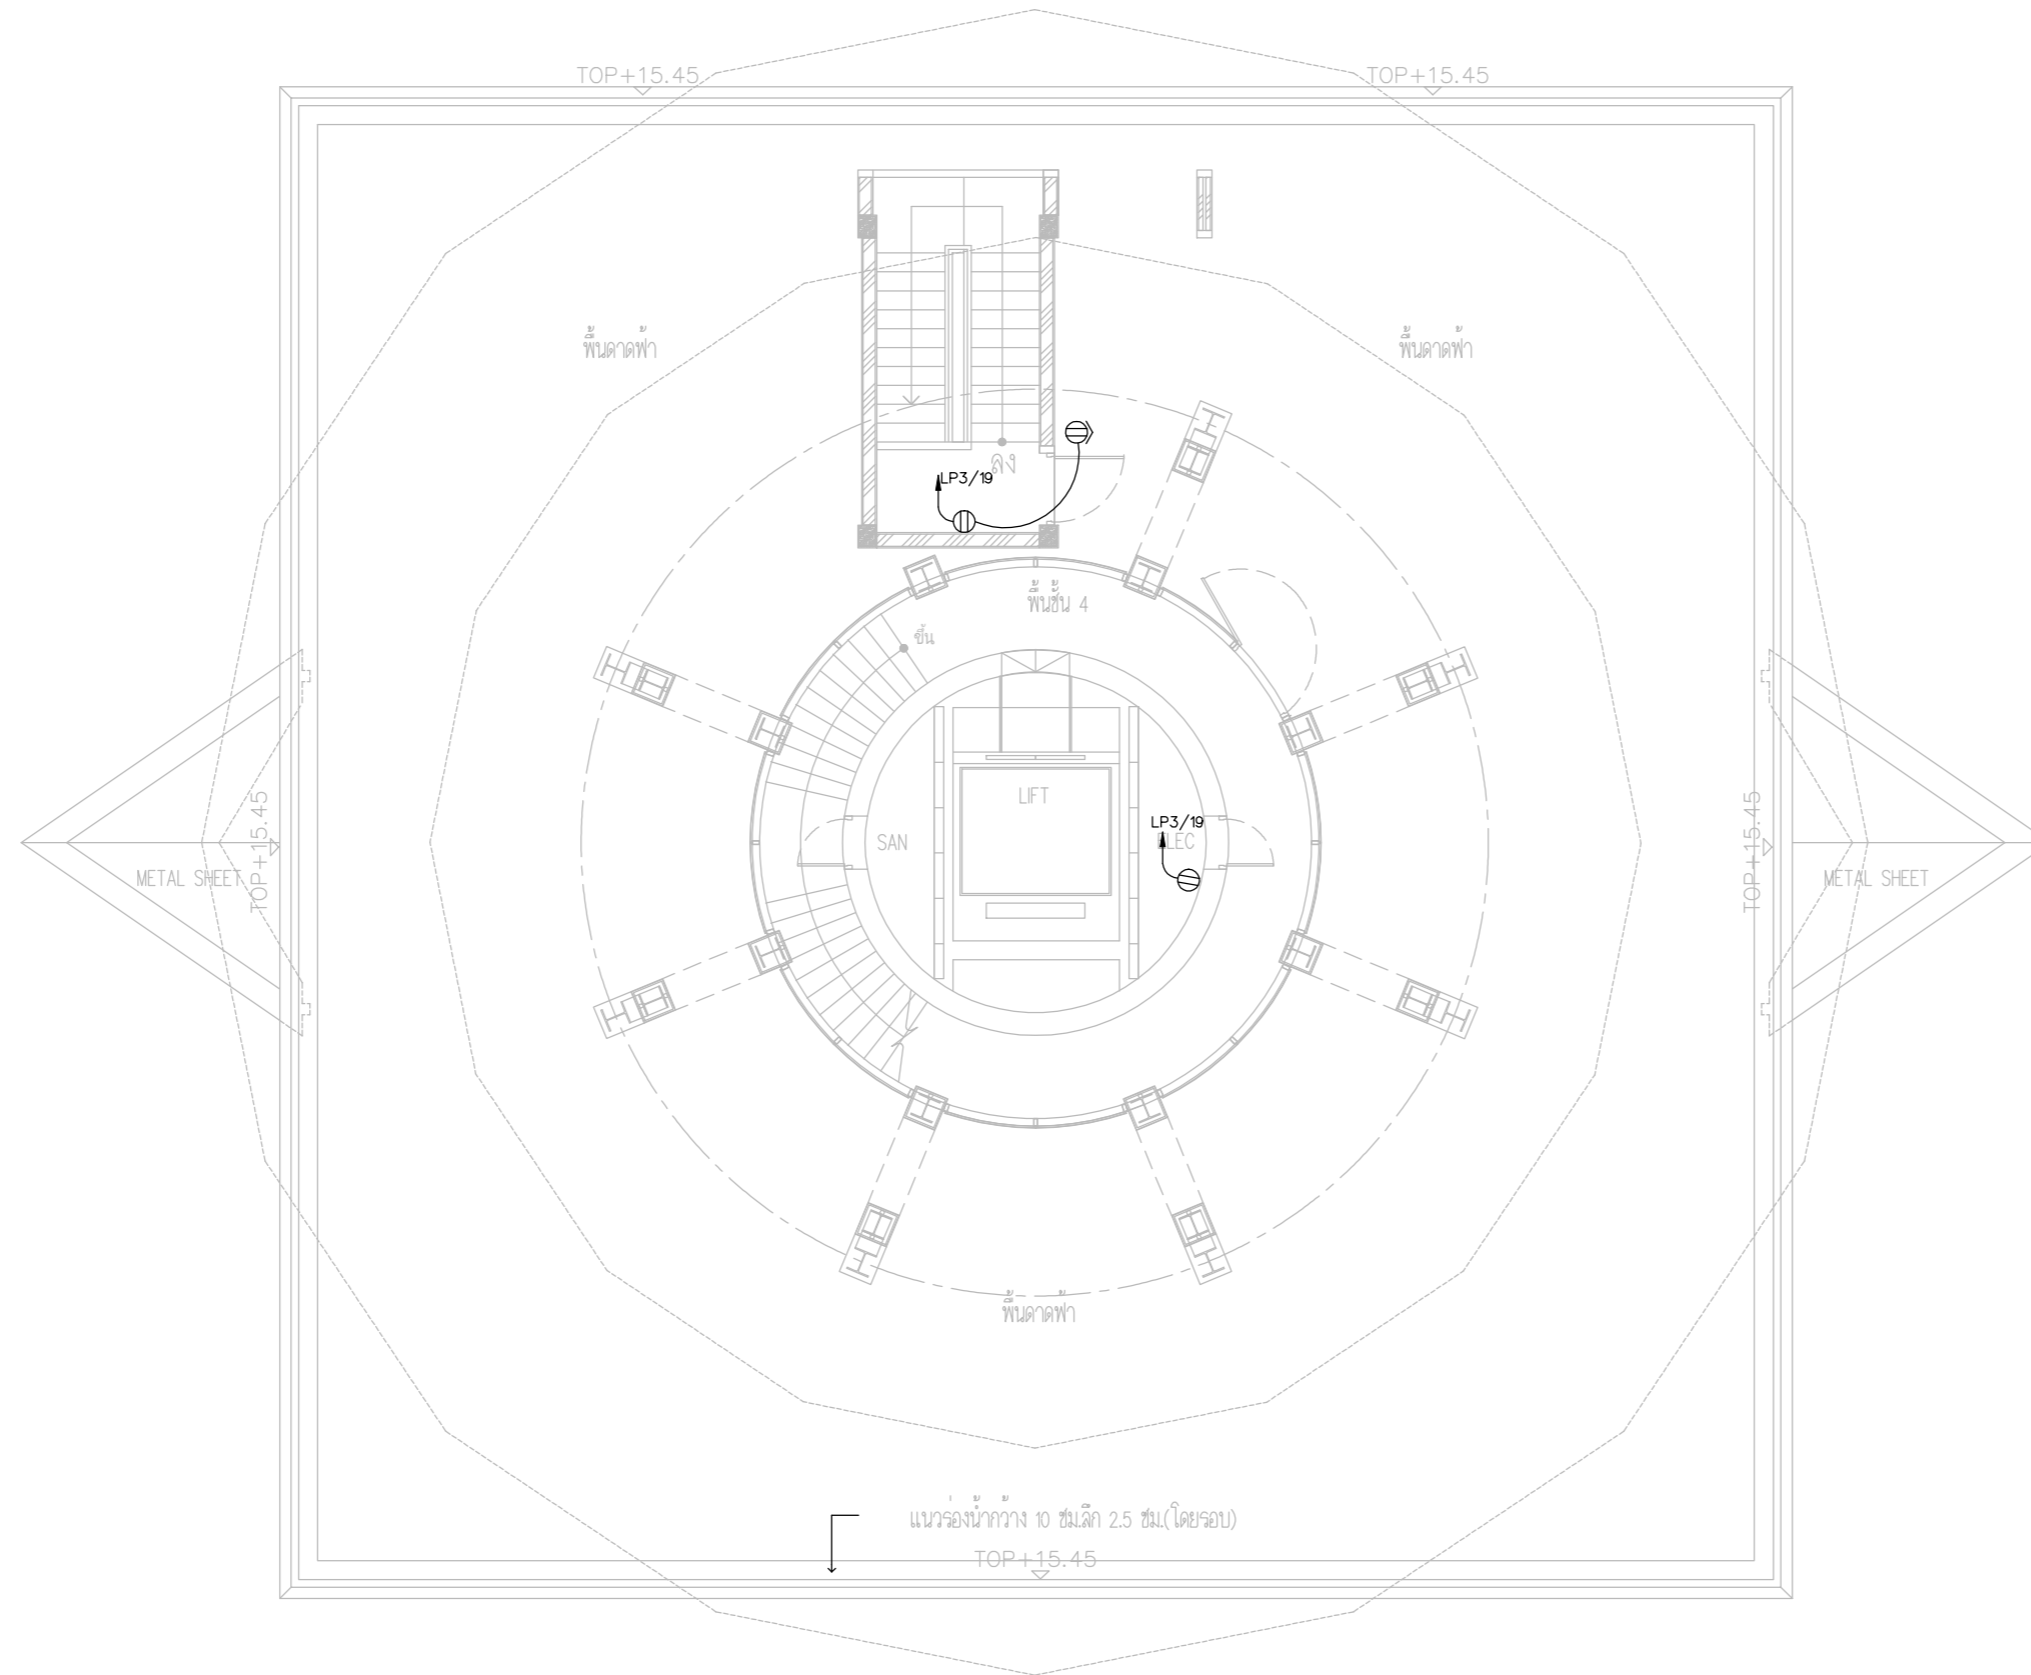 TOP+15.45
TOP+15.45
พื้นดาดฟ้า
พื้นดาดฟ้า
ลง
LP3/19
พื้นชั้น 4
ขึ้น
LIFT
LP3/19
SAN
ELEC
TOP+15.45
TOP+15.45
METAL SHEET
METAL SHEET
พื้นดาดฟ้า
แนวร่องน้ำกว้าง 10 ซม.ลึก 2.5 ซม.(โดยรอบ)
TOP+15.45